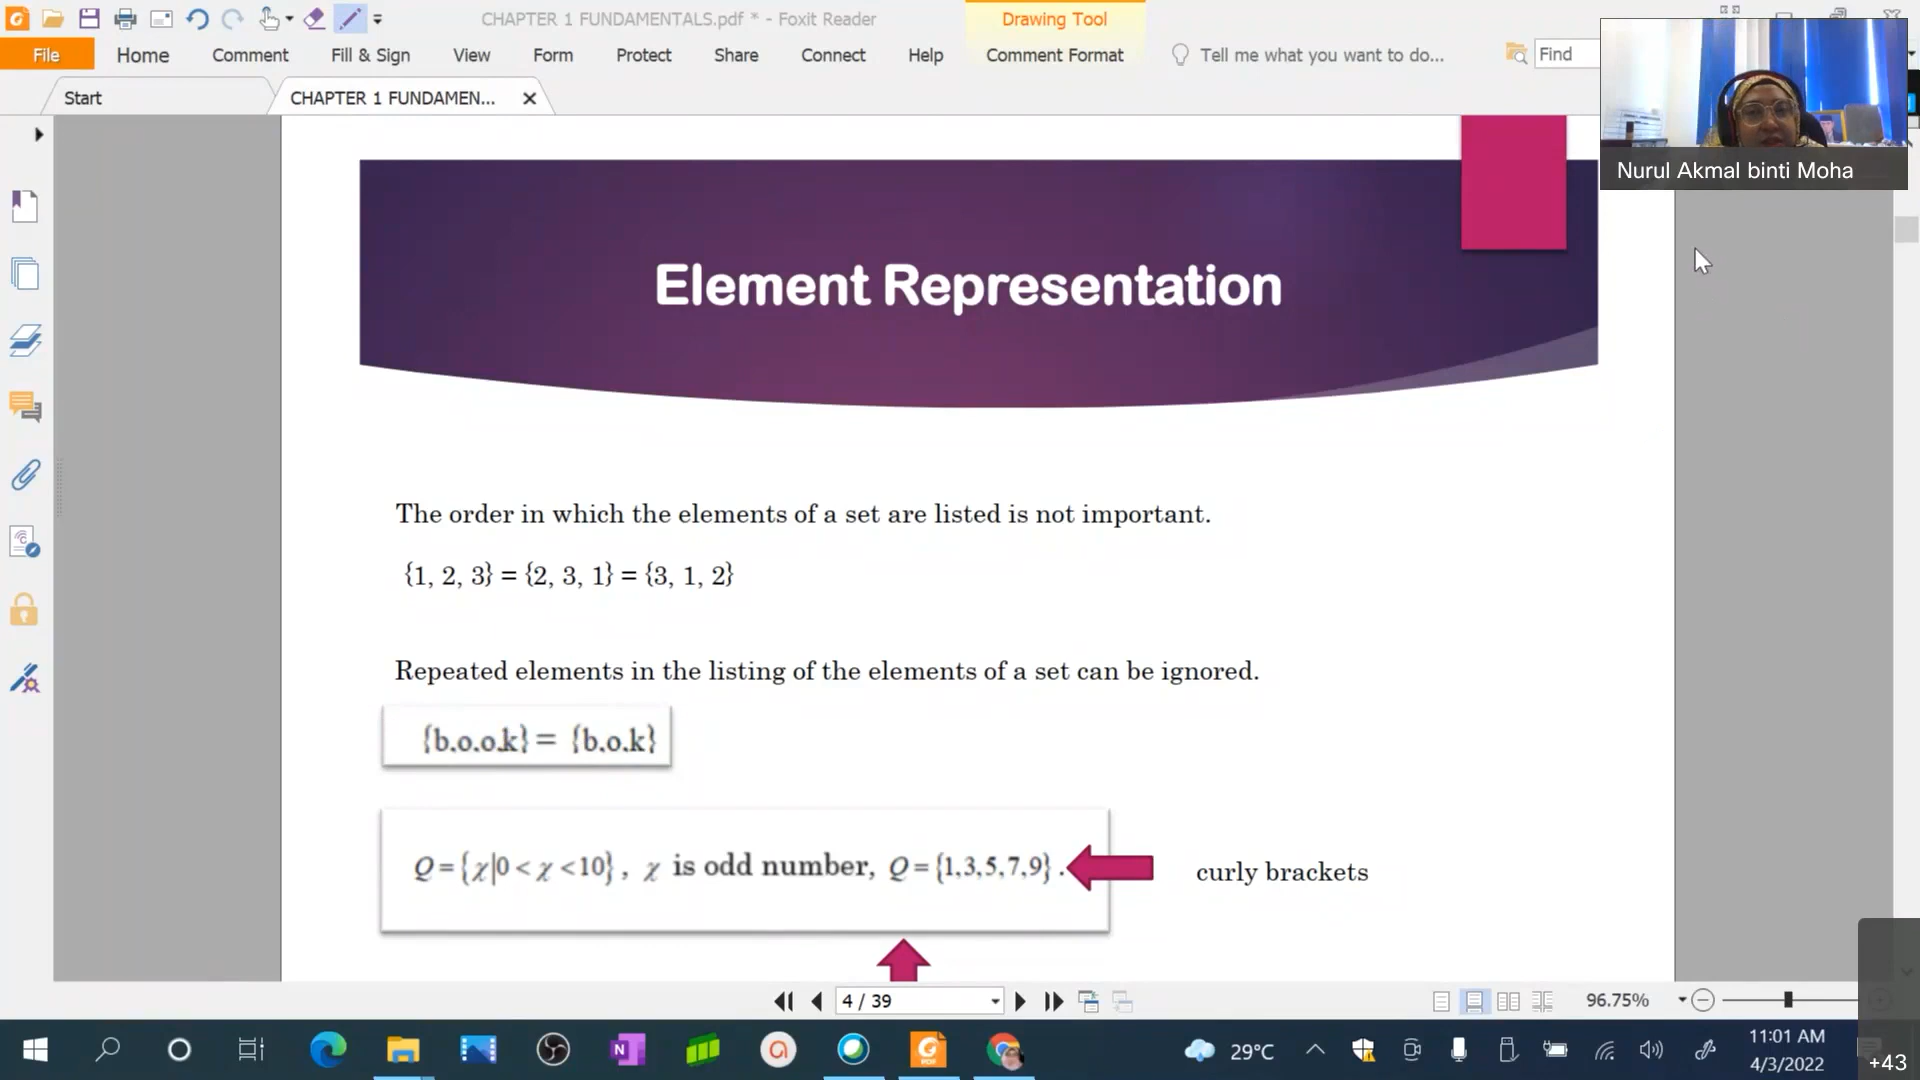 CHAPTER 1 FUNDAMENTALS.pdf * - Foxit Reader
Drawing Tool
File
Home
Comment
Fill & Sign
View
Form
Protect
Share
Connect
Help
Comment Format
Tell me what you want to do...
Find
Start
CHAPTER 1 FUNDAMEN...
Nurul Akmal binti Moha
Element Representation
The order in which the elements of a set are listed is not important.
{1, 2, 3} = {2, 3, 1} = {3, 1, 2}
Repeated elements in the listing of the elements of a set can be ignored.
{b,o,o,k} = {b,o,k}
Q = {χ|0 < χ < 10}, χ is odd number, Q = {1,3,5,7,9}.
curly brackets
4 / 39
96.75%
29°C
11:01 AM
4/3/2022
+43